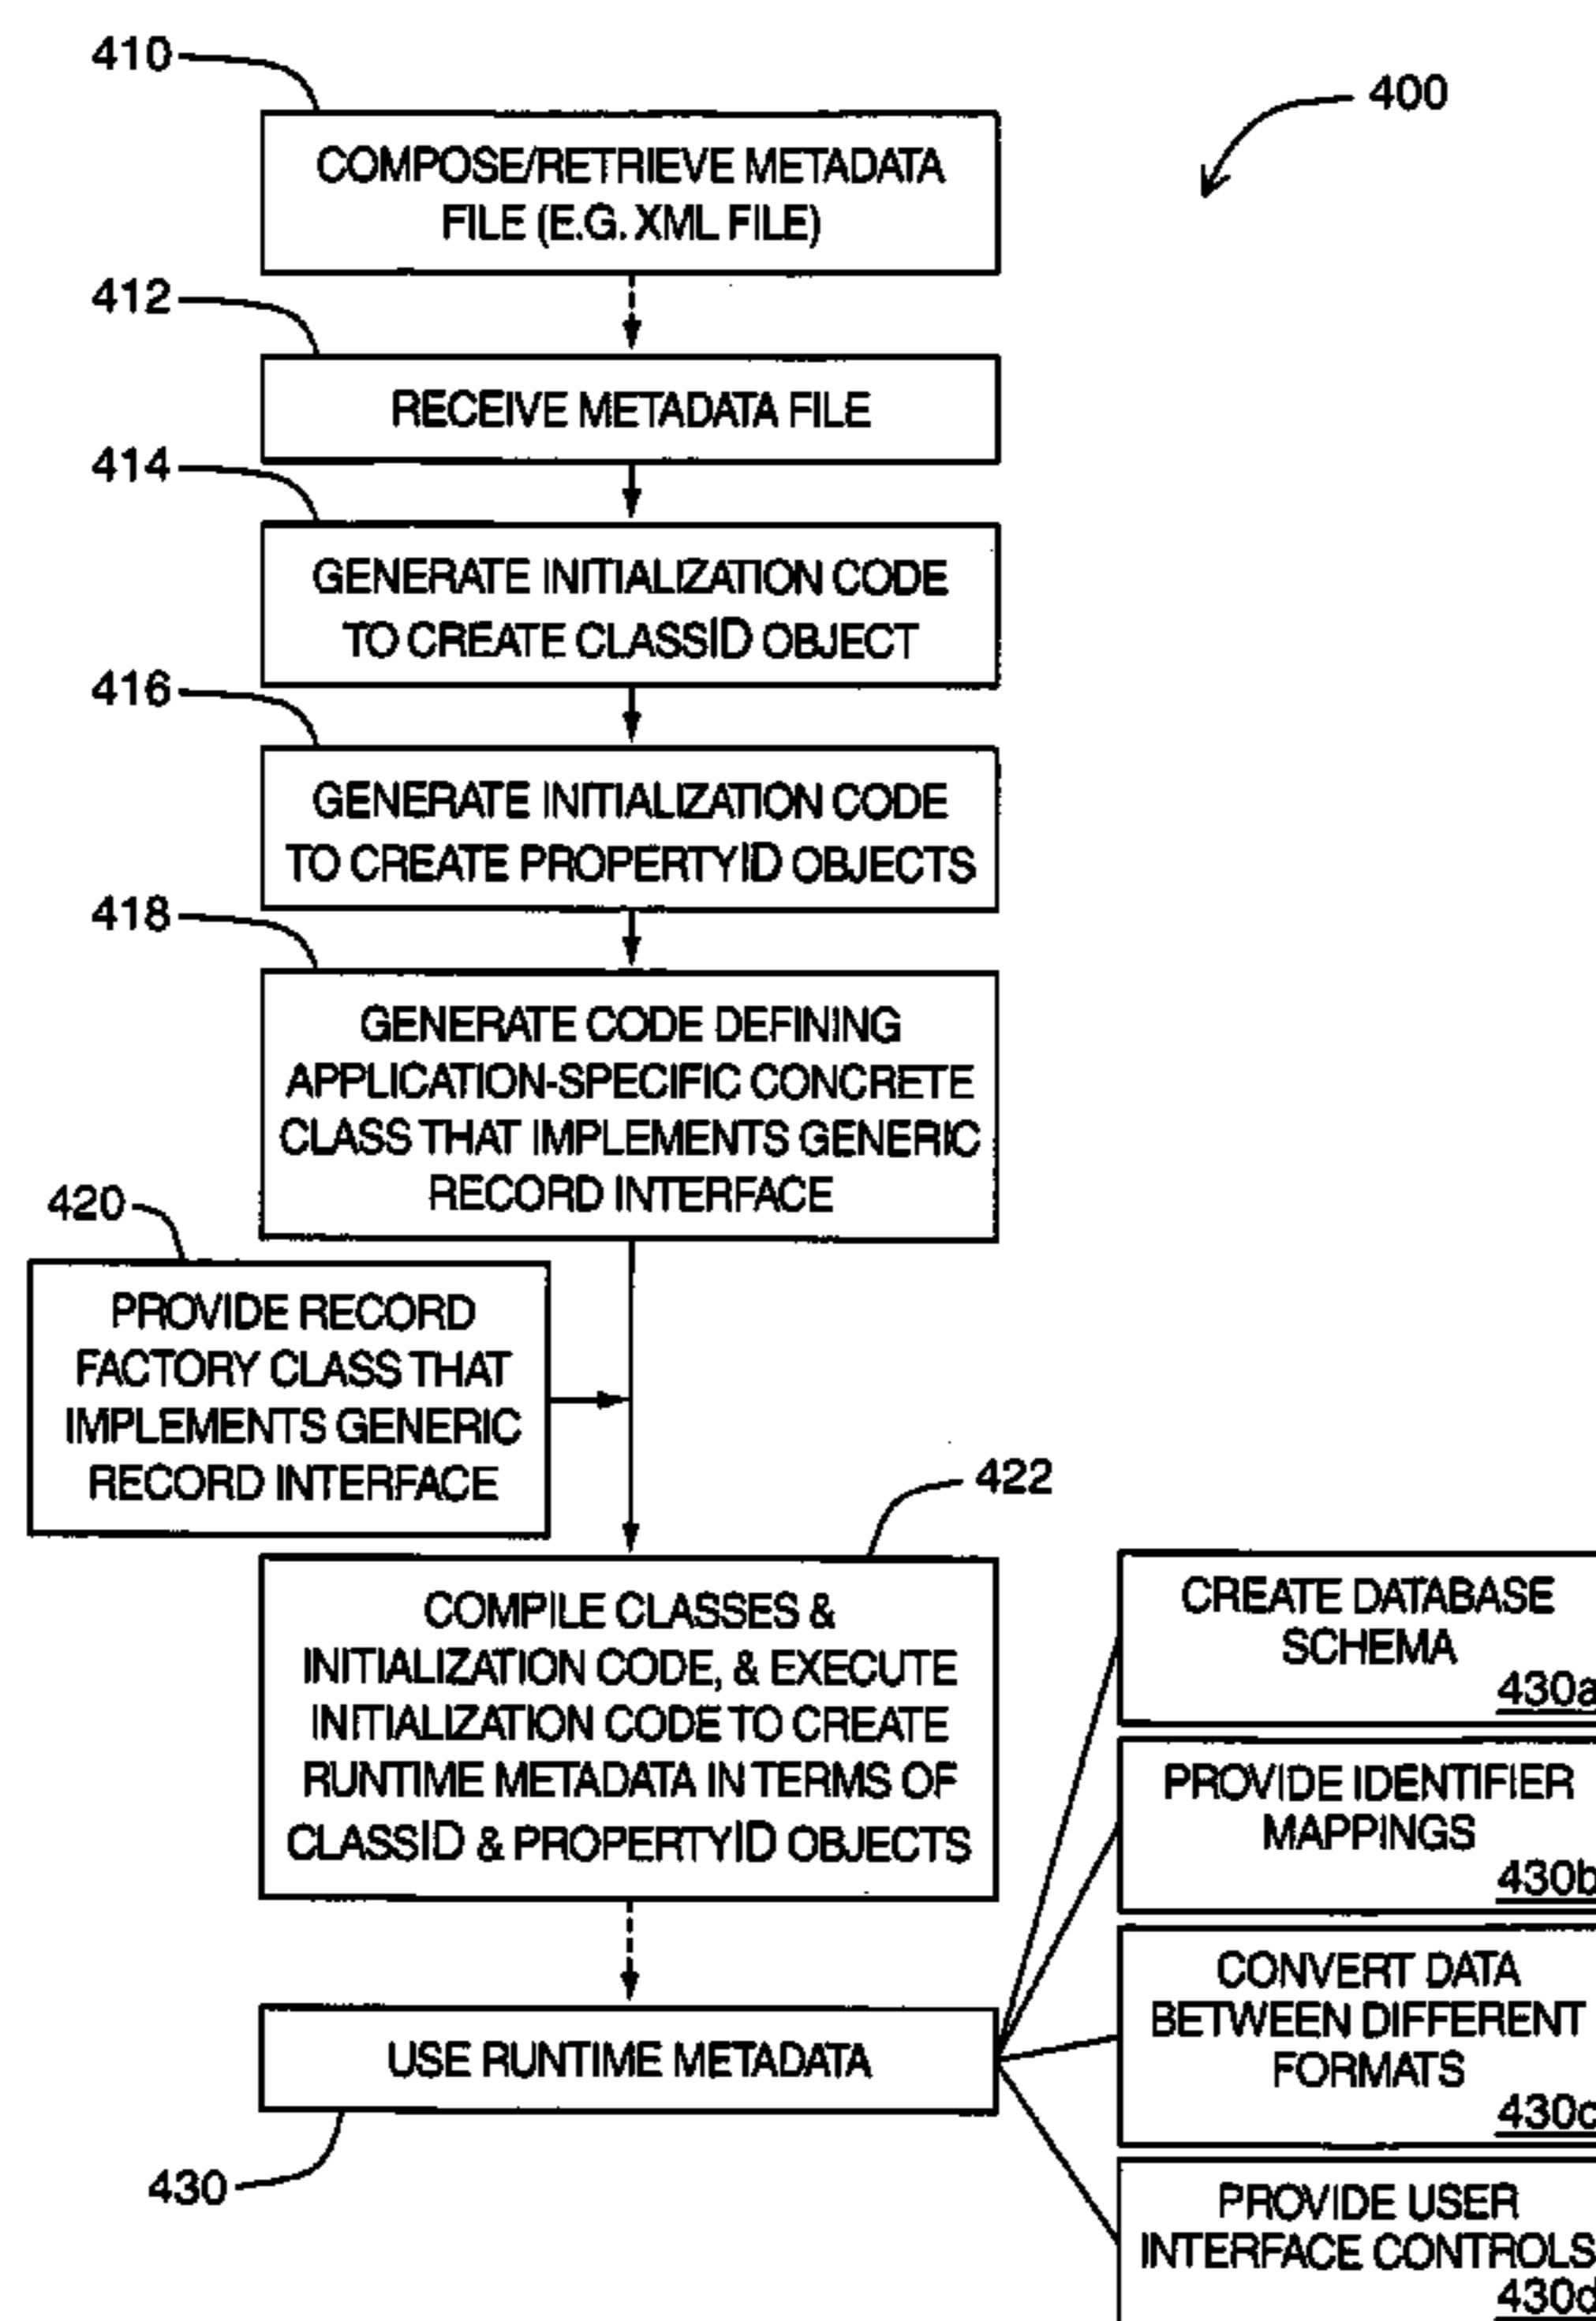 410
400
COMPOSE/RETRIEVE METADATA
FILE (E.G. XML FILE)
412
RECEIVE METADATA FILE
414
GENERATE INITIALIZATION CODE
TO CREATE CLASSID OBJECT
416
GENERATE INITIALIZATION CODE
TO CREATE PROPERTYID OBJECTS
418
GENERATE CODE DEFINING
APPLICATION-SPECIFIC CONCRETE
CLASS THAT IMPLEMENTS GENERIC
RECORD INTERFACE
420
PROVIDE RECORD
FACTORY CLASS THAT
IMPLEMENTS GENERIC
RECORD INTERFACE
422
COMPILE CLASSES &
INITIALIZATION CODE, & EXECUTE
INITIALIZATION CODE TO CREATE
RUNTIME METADATA IN TERMS OF
CLASSID & PROPERTYID OBJECTS
USE RUNTIME METADATA
430
CREATE DATABASE
SCHEMA
430a
PROVIDE IDENTIFIER
MAPPINGS
430b
CONVERT DATA
BETWEEN DIFFERENT
FORMATS
430c
PROVIDE USER
INTERFACE CONTROLS
430d